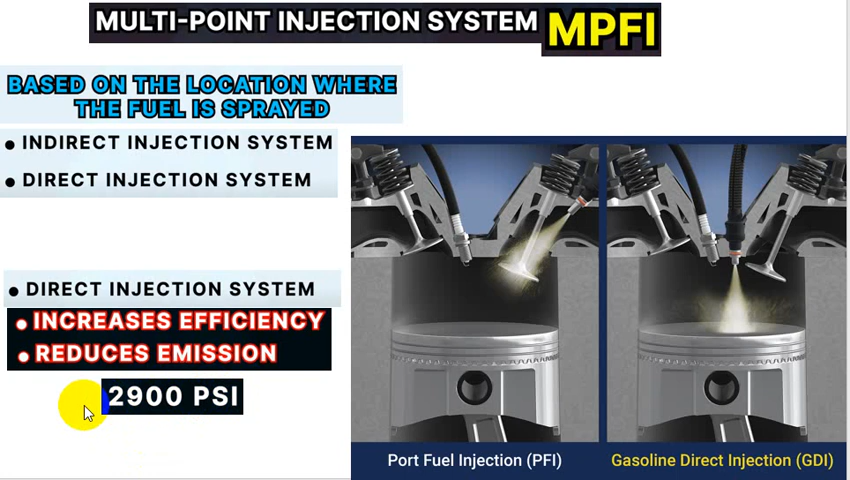 MULTI-POINT INJECTION SYSTEM MPFI
BASED ON THE LOCATION WHERE
THE FUEL IS SPRAYED
• INDIRECT INJECTION SYSTEM
• DIRECT INJECTION SYSTEM
• DIRECT INJECTION SYSTEM
• INCREASES EFFICIENCY
• REDUCES EMISSION
2900 PSI
Port Fuel Injection (PFI)
Gasoline Direct Injection (GDI)